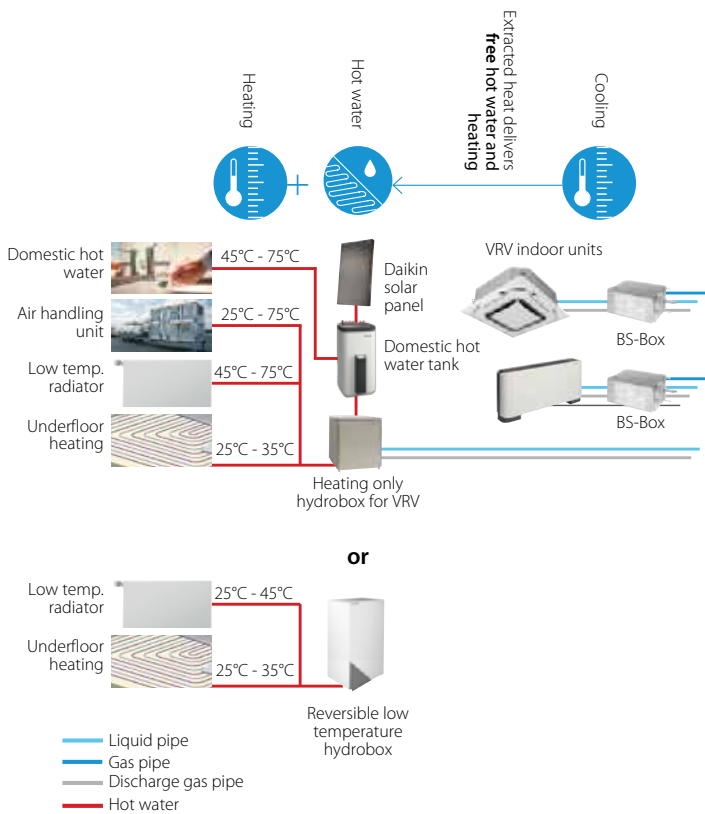 Heating
Hot water
Extracted heat delivers
free hot water and
heating
Cooling
Domestic hot
water
45°C - 75°C
Air handling
unit
25°C - 75°C
Low temp.
radiator
45°C - 75°C
Underfloor
heating
25°C - 35°C
Daikin
solar
panel
Domestic hot
water tank
Heating only
hydrobox for VRV
VRV indoor units
BS-Box
BS-Box
or
Low temp.
radiator
25°C - 45°C
Underfloor
heating
25°C - 35°C
Reversible low
temperature
hydrobox
Liquid pipe
Gas pipe
Discharge gas pipe
Hot water